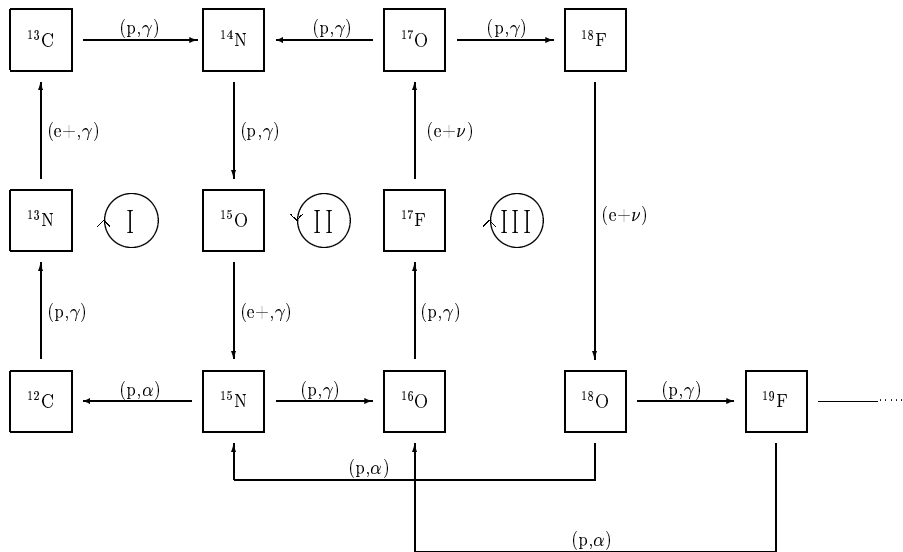 ¹³C (p,γ) ¹⁴N (p,γ) ¹⁷O (p,γ) ¹⁸F
(e+,γ) (p,γ) (e+ν)
¹³N I ¹⁵O II ¹⁷F III (e+ν)
(p,γ) (e+,γ) (p,γ)
¹²C (p,α) ¹⁵N (p,γ) ¹⁶O ¹⁸O (p,γ) ¹⁹F
(p,α)
(p,α)